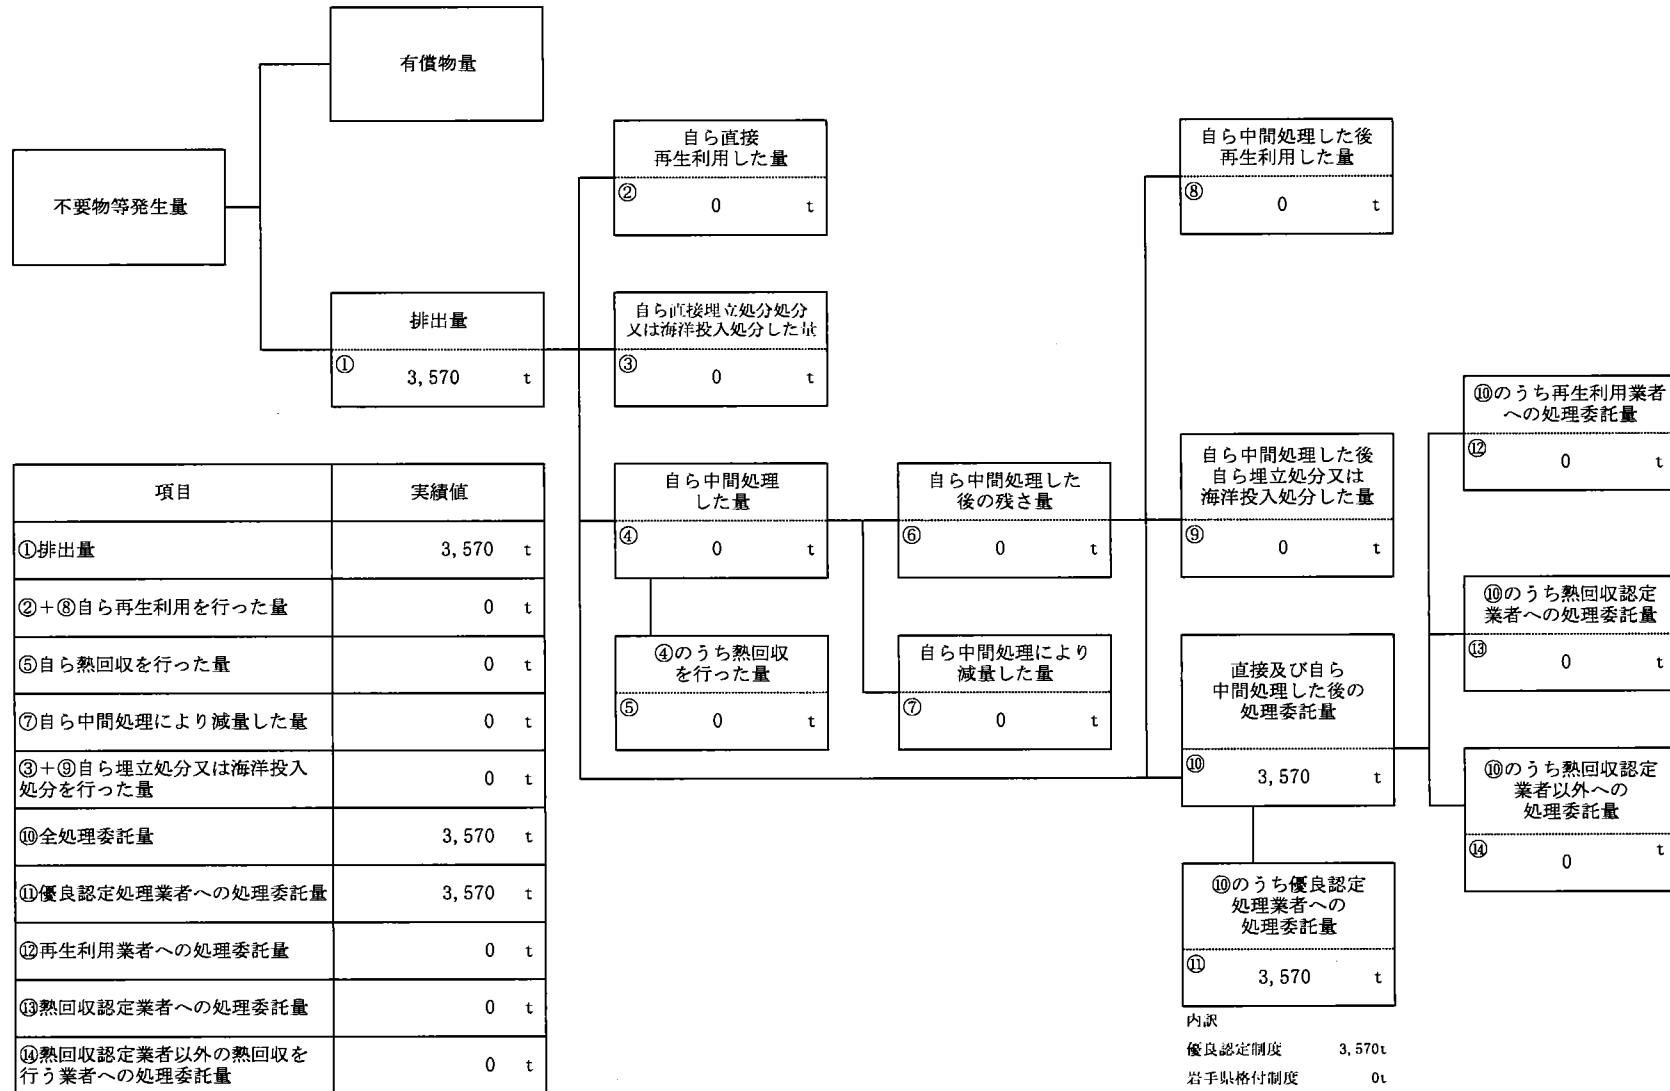 有償物量
不要物等発生量
排出量
① 3,570 t
自ら直接
再生利用した量
② 0 t
自ら直接埋立処分処分
又は海洋投入処分した量
③ 0 t
自ら中間処理
した量
④ 0 t
④のうち熱回収
を行った量
⑤ 0 t
自ら中間処理した
後の残さ量
⑥ 0 t
自ら中間処理により
減量した量
⑦ 0 t
自ら中間処理した後
再生利用した量
⑧ 0 t
自ら中間処理した後
自ら埋立処分又は
海洋投入処分した量
⑨ 0 t
直接及び自ら
中間処理した後の
処理委託量
⑩ 3,570 t
⑩のうち優良認定
処理業者への
処理委託量
⑪ 3,570 t
内訳
優良認定制度 3,570t
岩手県格付制度 0t
⑩のうち再生利用業者
への処理委託量
⑫ 0 t
⑩のうち熱回収認定
業者への処理委託量
⑬ 0 t
⑩のうち熱回収認定
業者以外への
処理委託量
⑭ 0 t
項目 実績値
①排出量 3,570 t
②+⑧自ら再生利用を行った量 0 t
⑤自ら熱回収を行った量 0 t
⑦自ら中間処理により減量した量 0 t
③+⑨自ら埋立処分又は海洋投入
処分を行った量 0 t
⑩全処理委託量 3,570 t
⑪優良認定処理業者への処理委託量 3,570 t
⑫再生利用業者への処理委託量 0 t
⑬熱回収認定業者への処理委託量 0 t
⑭熱回収認定業者以外の熱回収を
行う業者への処理委託量 0 t